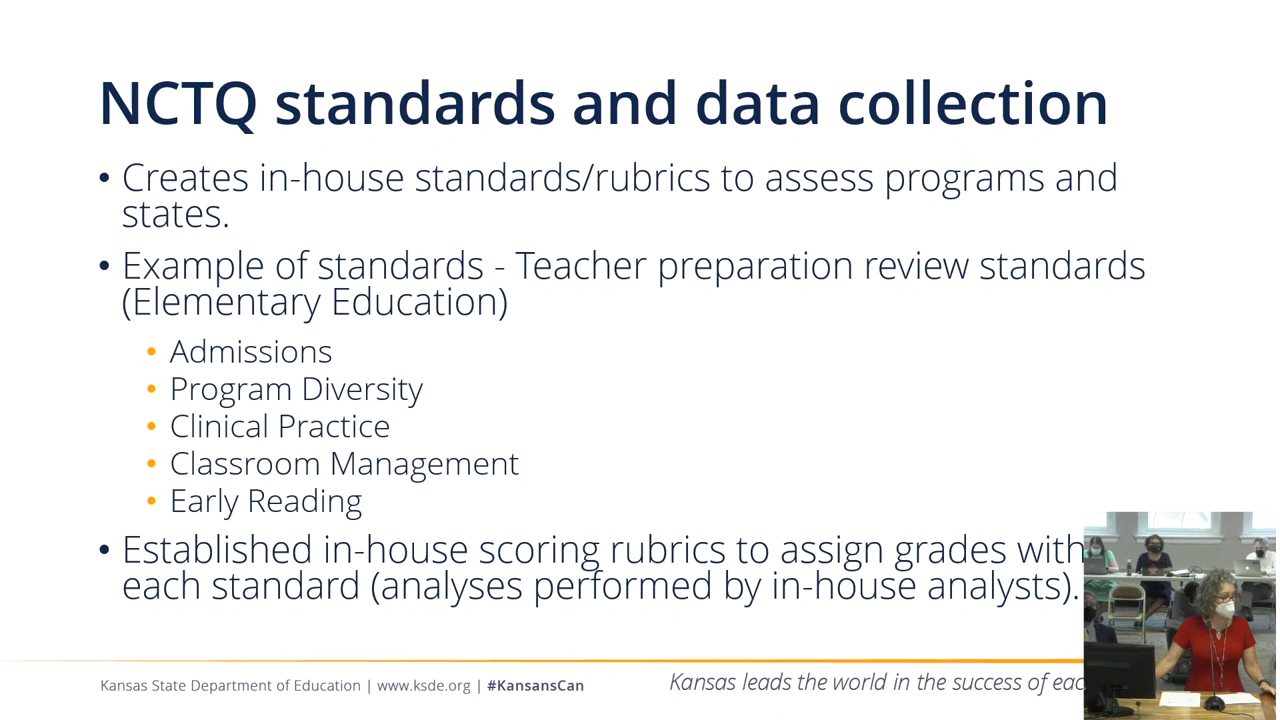 NCTQ standards and data collection
• Creates in-house standards/rubrics to assess programs and
states.
• Example of standards - Teacher preparation review standards
(Elementary Education)
• Admissions
• Program Diversity
• Clinical Practice
• Classroom Management
• Early Reading
• Established in-house scoring rubrics to assign grades with
each standard (analyses performed by in-house analysts).
Kansas State Department of Education | www.ksde.org | #KansansCan
Kansas leads the world in the success of